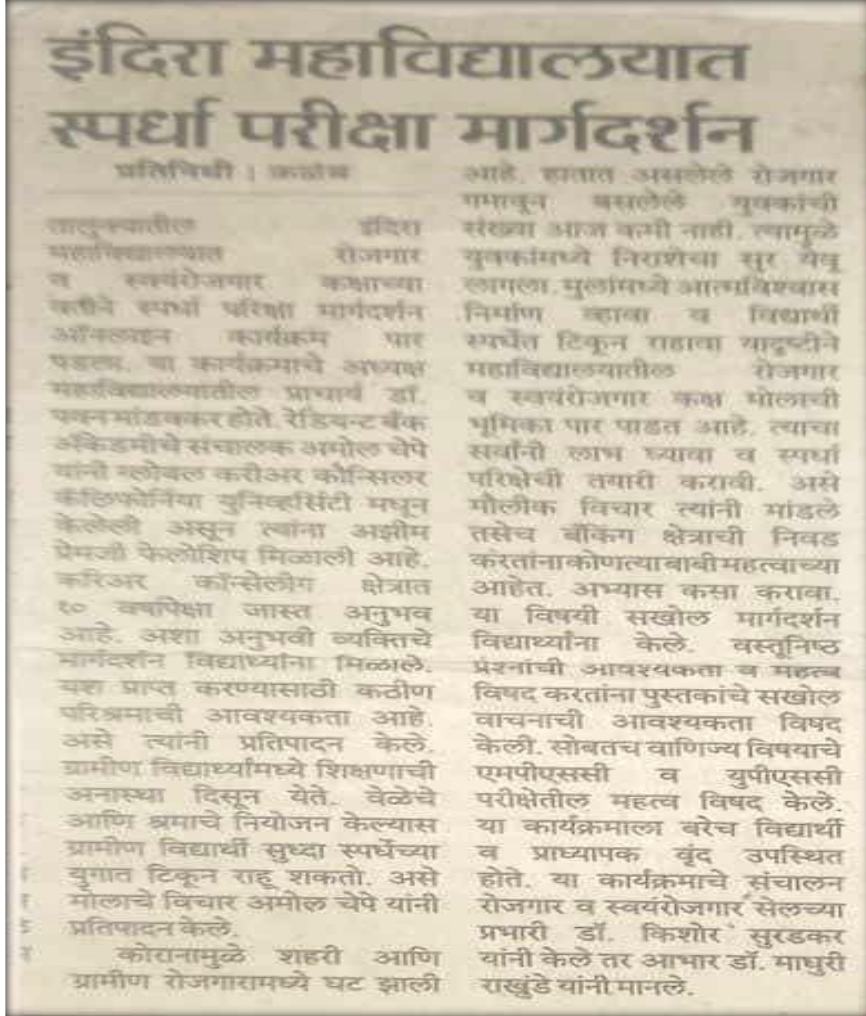 इंदिरा महाविद्यालयात
स्पर्धा परीक्षा मार्गदर्शन
प्रतिनिधी । कळंब
तालुक्यातील इंदिरा
महाविद्यालयात रोजगार
व स्वयंरोजगार कक्षाच्या
वतीने स्पर्धा परिक्षा मार्गदर्शन
ऑनलाइन कार्यक्रम पार
पडला. या कार्यक्रमाचे अध्यक्ष
महाविद्यालयातील प्राचार्य डॉ.
पवन मांडवकर होते. रेडियन्ट बँक
अ‍ॅकेडमीचे संचालक अमोल चेपे
यांनी ग्लोबल करीअर कौन्सिलर
कॅलिफोर्निया युनिव्हर्सिटी मधून
केलेली असून त्यांना अझीम
प्रेमजी फेलोशिप मिळाली आहे.
करिअर कॉन्सेलींग क्षेत्रात
१० वर्षापेक्षा जास्त अनुभव
आहे. अशा अनुभवी व्यक्तिचे
मार्गदर्शन विद्यार्थ्यांना मिळाले.
यश प्राप्त करण्यासाठी कठीण
परिश्रमाची आवश्यकता आहे.
असे त्यांनी प्रतिपादन केले.
ग्रामीण विद्यार्थ्यांमध्ये शिक्षणाची
अनास्था दिसून येते. वेळेचे
आणि श्रमाचे नियोजन केल्यास
ग्रामीण विद्यार्थी सुध्दा स्पर्धेच्या
युगात टिकून राहू शकतो. असे
मोलाचे विचार अमोल चेपे यांनी
प्रतिपादन केले.
कोरानामुळे शहरी आणि
ग्रामीण रोजगारामध्ये घट झाली
आहे. हातात असलेले रोजगार
गमावून बसलेले युवकांची
संख्या आज कमी नाही. त्यामुळे
युवकांमध्ये निराशेचा सुर येवू
लागला. मुलांमध्ये आत्मविश्वास
निर्माण व्हावा व विद्यार्थी
स्पर्धेत टिकून राहावा यादृष्टीने
महाविद्यालयातील रोजगार
व स्वयंरोजगार कक्ष मोलाची
भूमिका पार पाडत आहे. त्याचा
सर्वांनी लाभ घ्यावा व स्पर्धा
परिक्षेची तयारी करावी. असे
मौलीक विचार त्यांनी मांडले
तसेच बँकिंग क्षेत्राची निवड
करतांना कोणत्या बाबी महत्वाच्या
आहेत. अभ्यास कसा करावा.
या विषयी सखोल मार्गदर्शन
विद्यार्थ्यांना केले. वस्तूनिष्ठ
प्रश्नांची आवश्यकता व महत्व
विषद करतांना पुस्तकांचे सखोल
वाचनाची आवश्यकता विषद
केली. सोबतच वाणिज्य विषयाचे
एमपीएससी व युपीएससी
परीक्षेतील महत्व विषद केले.
या कार्यक्रमाला बरेच विद्यार्थी
व प्राध्यापक वृंद उपस्थित
होते. या कार्यक्रमाचे संचालन
रोजगार व स्वयंरोजगार सेलच्या
प्रभारी डॉ. किशोर सुरडकर
यांनी केले तर आभार डॉ. माधुरी
राखुंडे यांनी मानले.